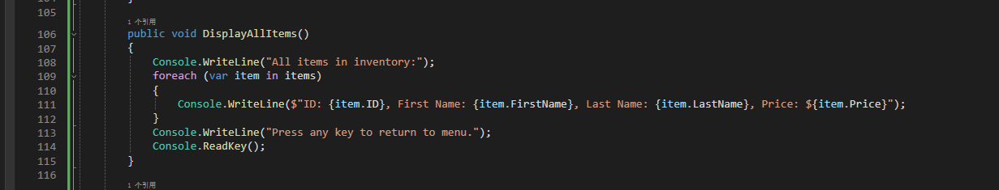 105
1 个引用
106 public void DisplayAllItems()
107 {
108 Console.WriteLine("All items in inventory:");
109 foreach (var item in items)
110 {
111 Console.WriteLine($"ID: {item.ID}, First Name: {item.FirstName}, Last Name: {item.LastName}, Price: ${item.Price}");
112 }
113 Console.WriteLine("Press any key to return to menu.");
114 Console.ReadKey();
115 }
116
1 个引用